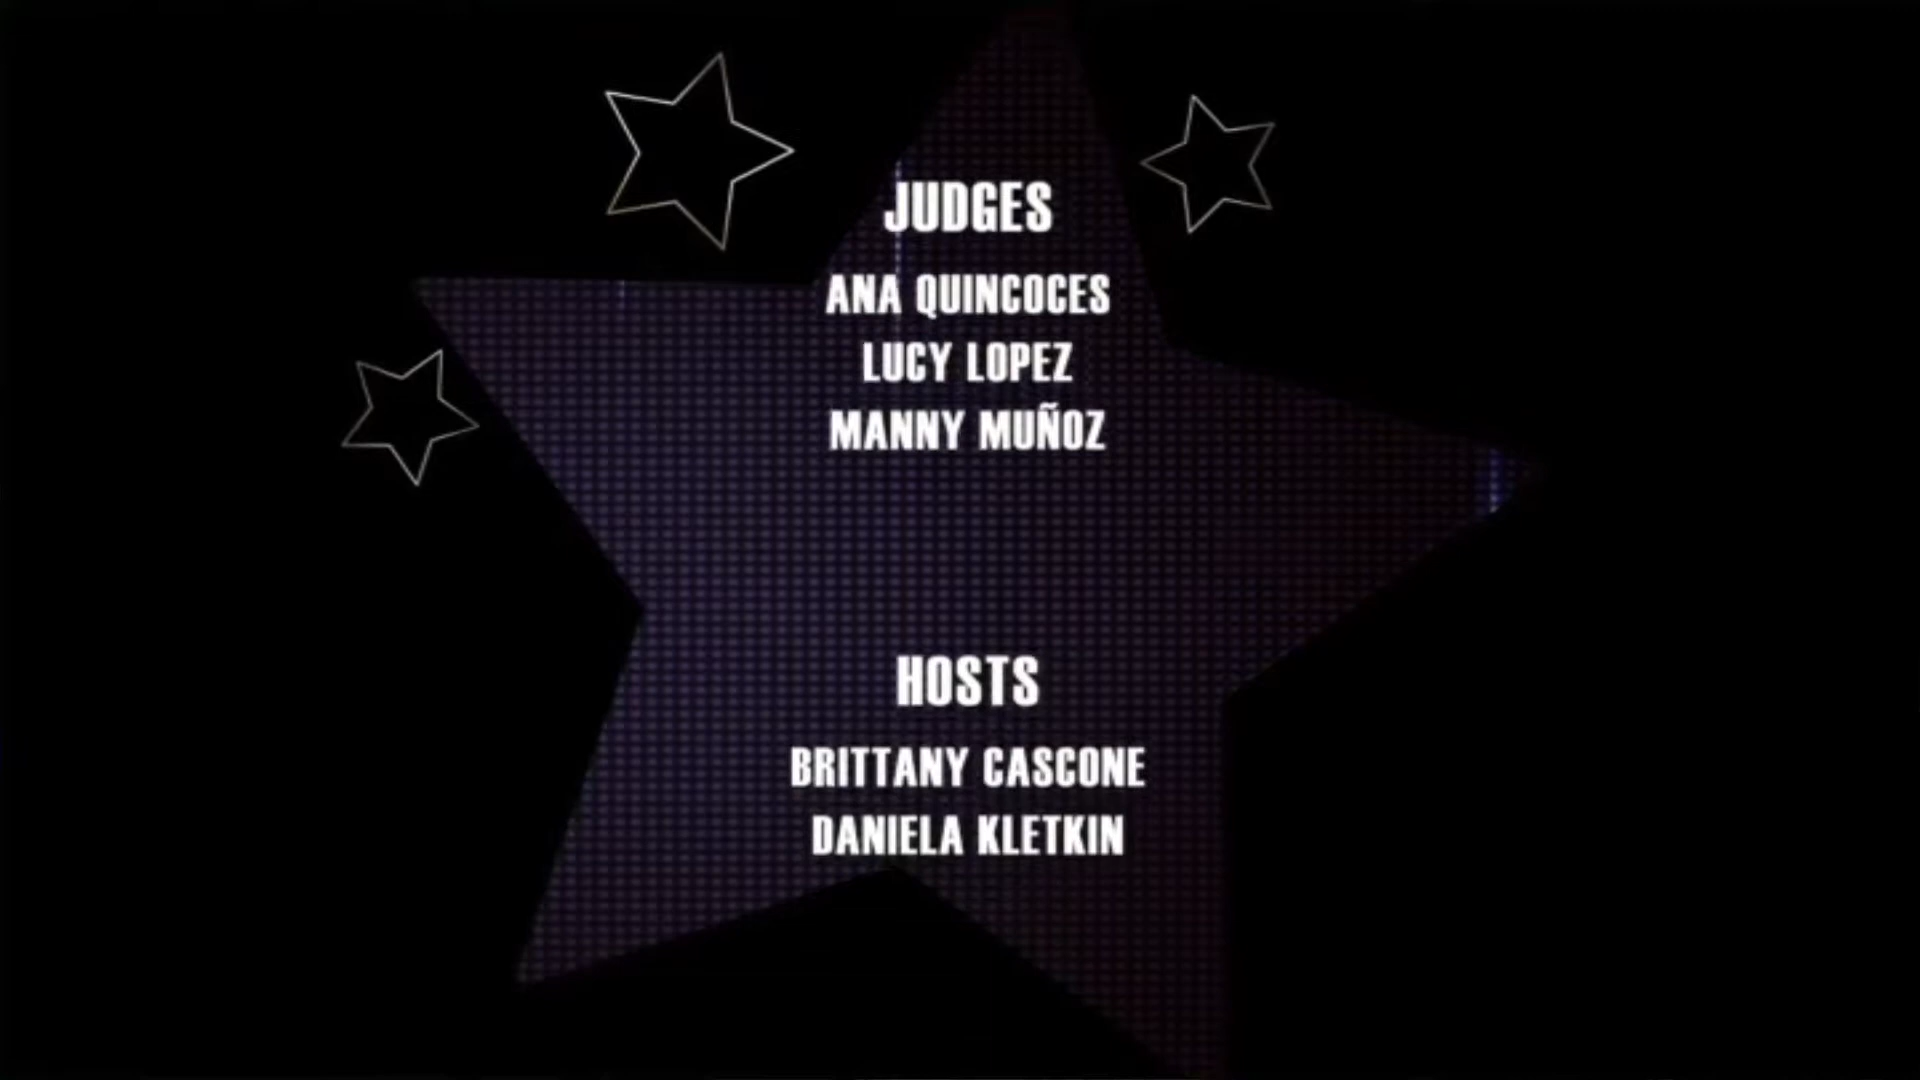 JUDGES
ANA QUINCOCES
LUCY LOPEZ
MANNY MUÑOZ
HOSTS
BRITTANY CASCONE
DANIELA KLETKIN